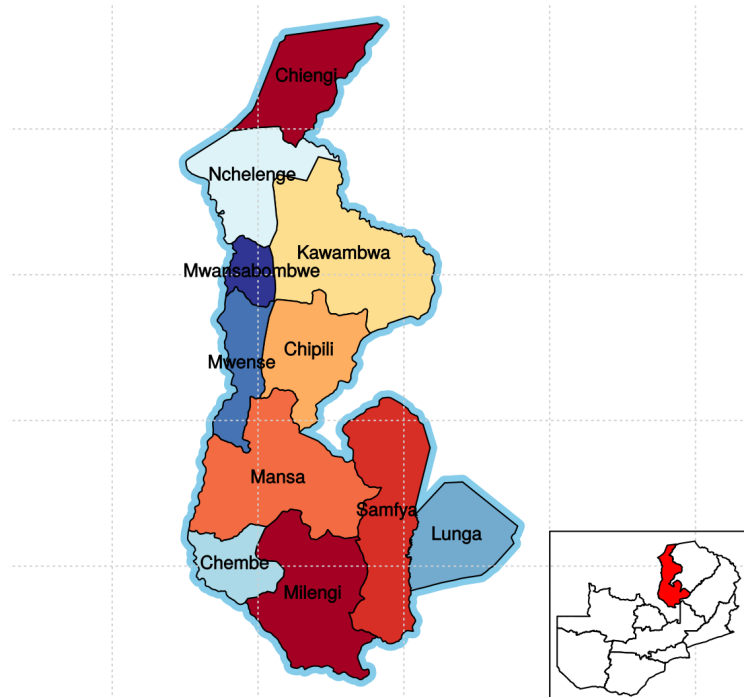 Chiengi
Nchelenge
Kawambwa
Mwansabombwe
Chipili
Mwense
Mansa
Samfya
Lunga
Chembe
Milengi